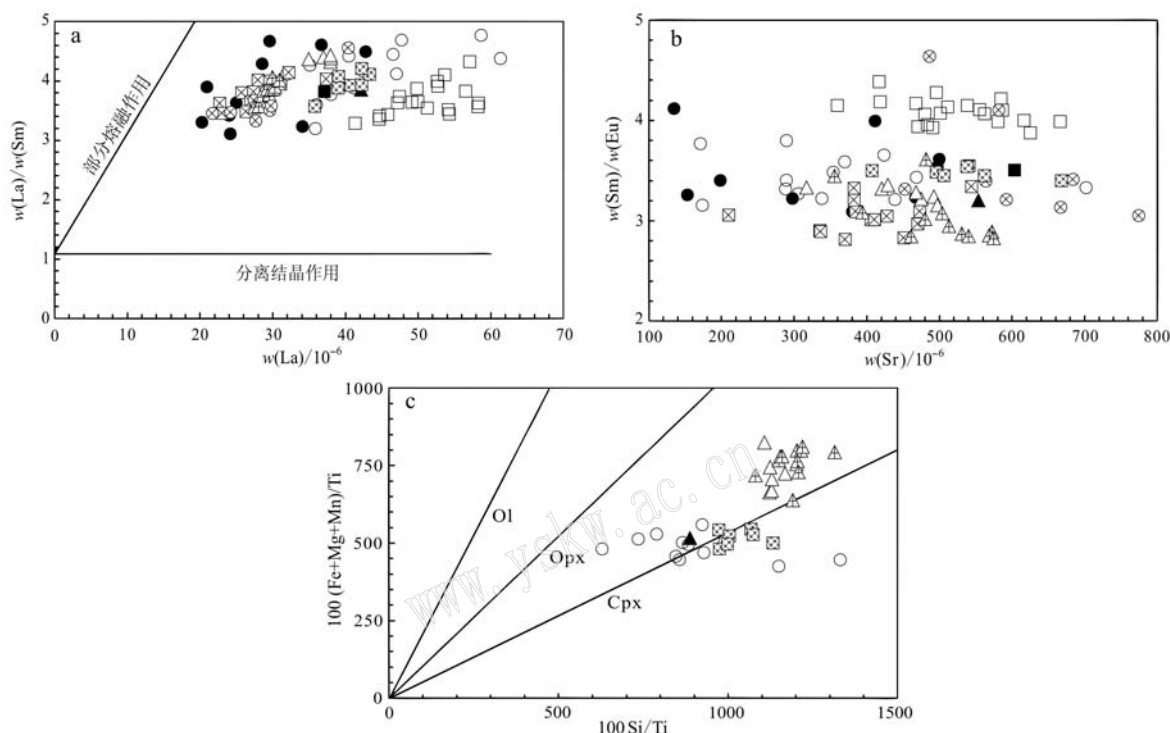 a
5
4
3
2
1
0
w(La)/w(Sm)
部分熔融作用
分离结晶作用
0 10 20 30 40 50 60 70
w(La)/10⁻⁶
b
5
4
3
2
w(Sm)/w(Eu)
100 200 300 400 500 600 700 800
w(Sr)/10⁻⁶
c
1000
750
500
250
0
100(Fe+Mg+Mn)/Ti
Ol
Opx
Cpx
www.yskw.ac.cn
0 500 1000 1500
100Si/Ti